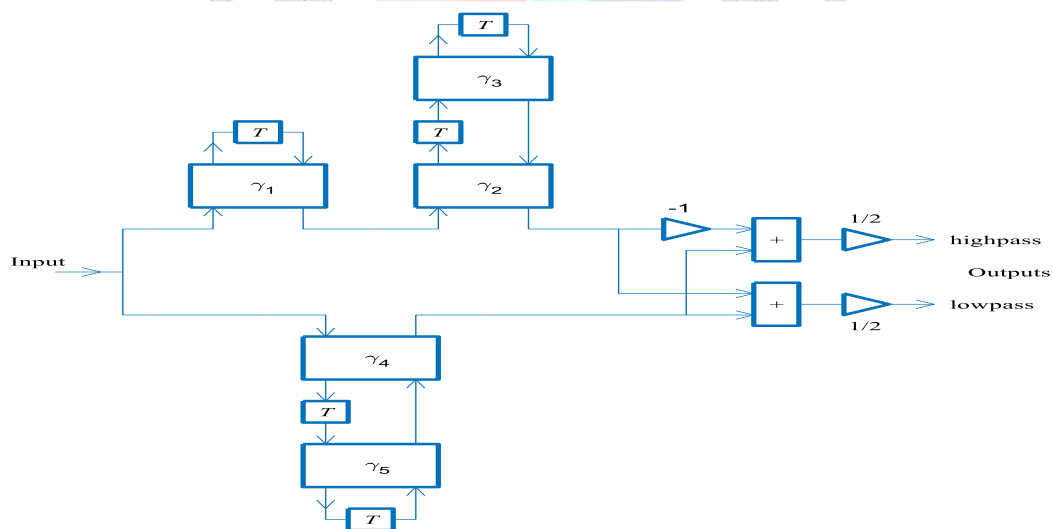 T
γ3
T
T
γ1
γ2
-1
1/2
+
highpass
Input
Outputs
+
lowpass
1/2
γ4
T
γ5
T